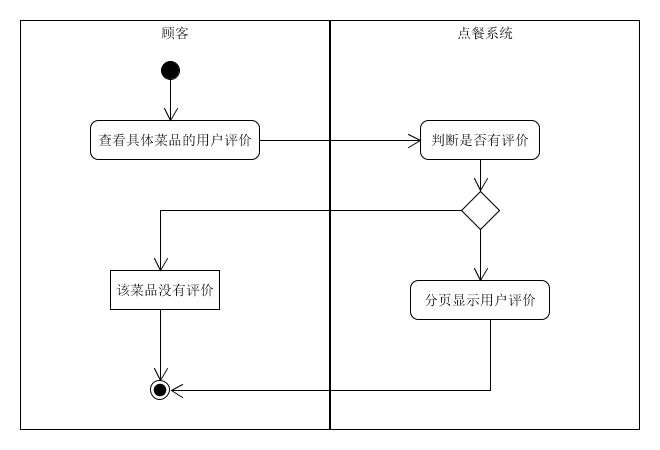 顾客
点餐系统
查看具体菜品的用户评价
判断是否有评价
该菜品没有评价
分页显示用户评价